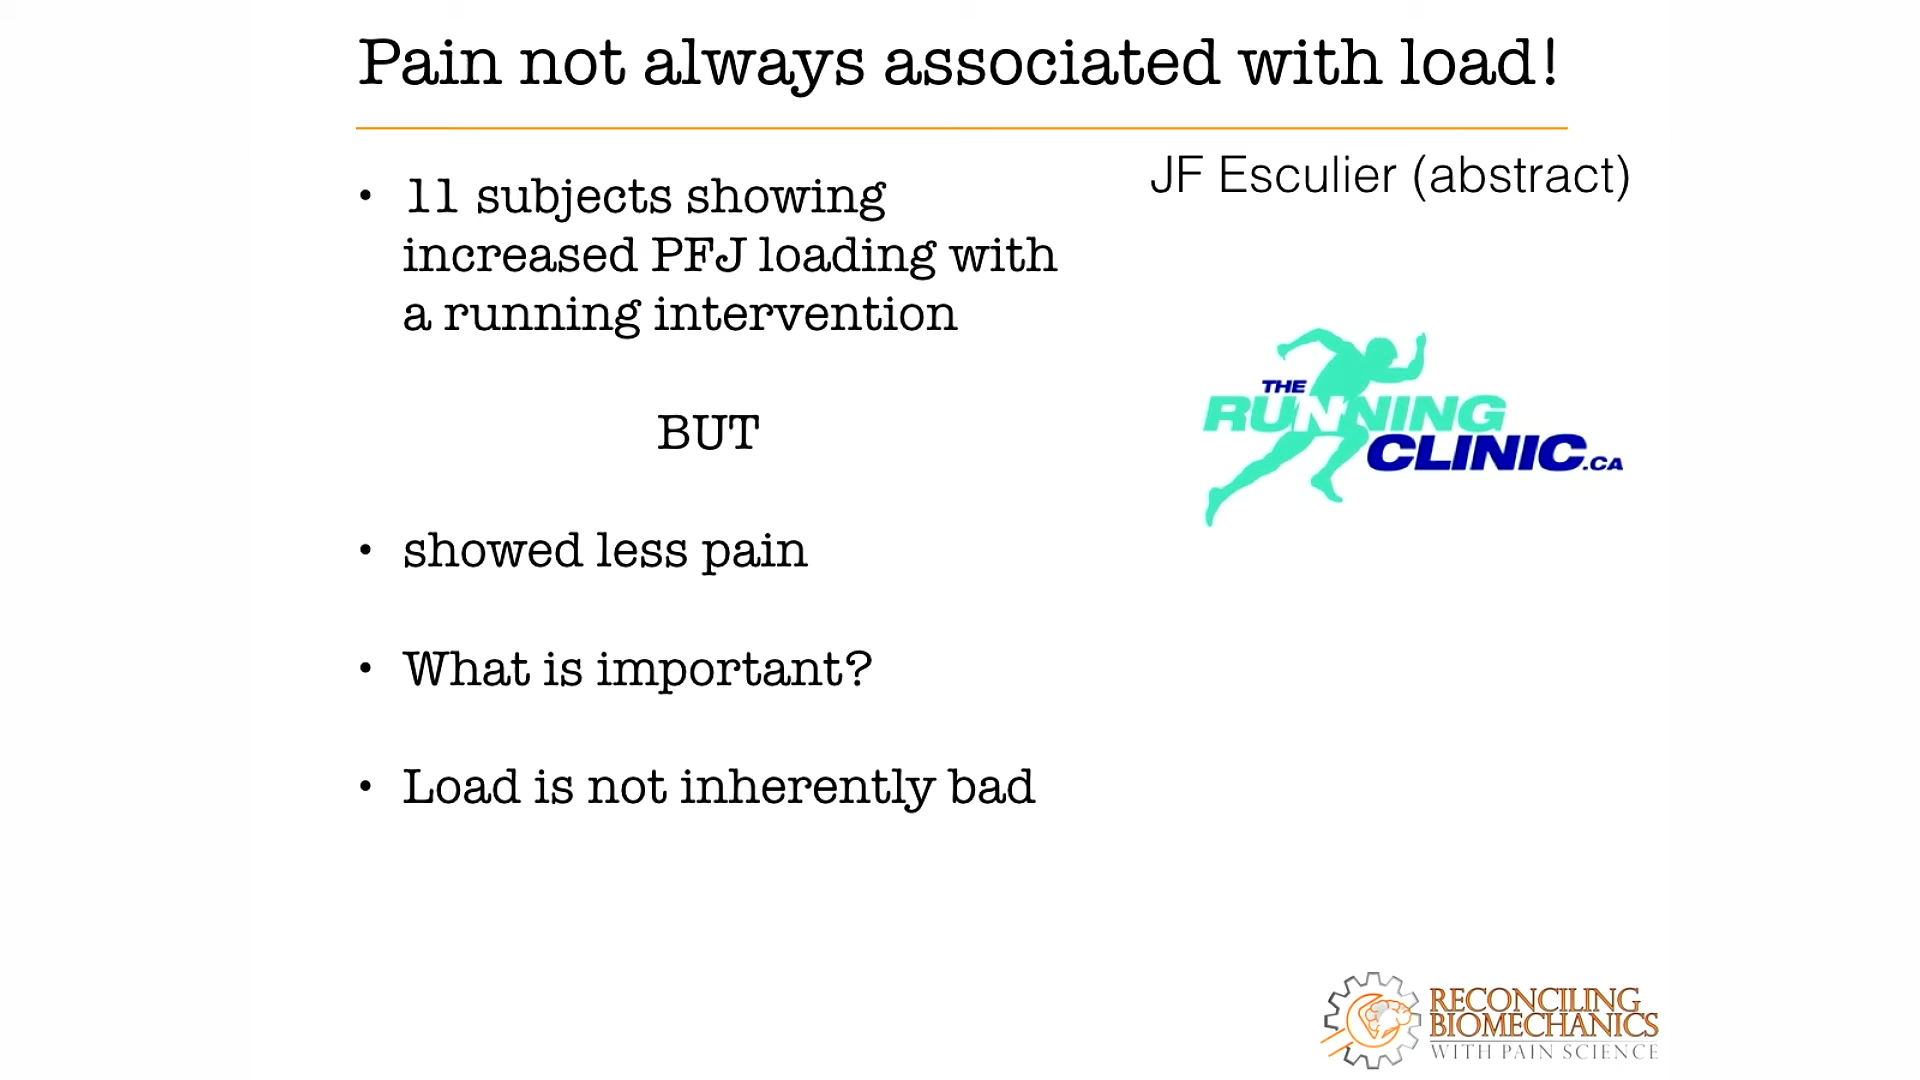 Pain not always associated with load!
JF Esculier (abstract)
• 11 subjects showing
increased PFJ loading with
a running intervention
BUT
• showed less pain
• What is important?
• Load is not inherently bad
THE
RUNNING
CLINIC.CA
RECONCILING
BIOMECHANICS
WITH PAIN SCIENCE